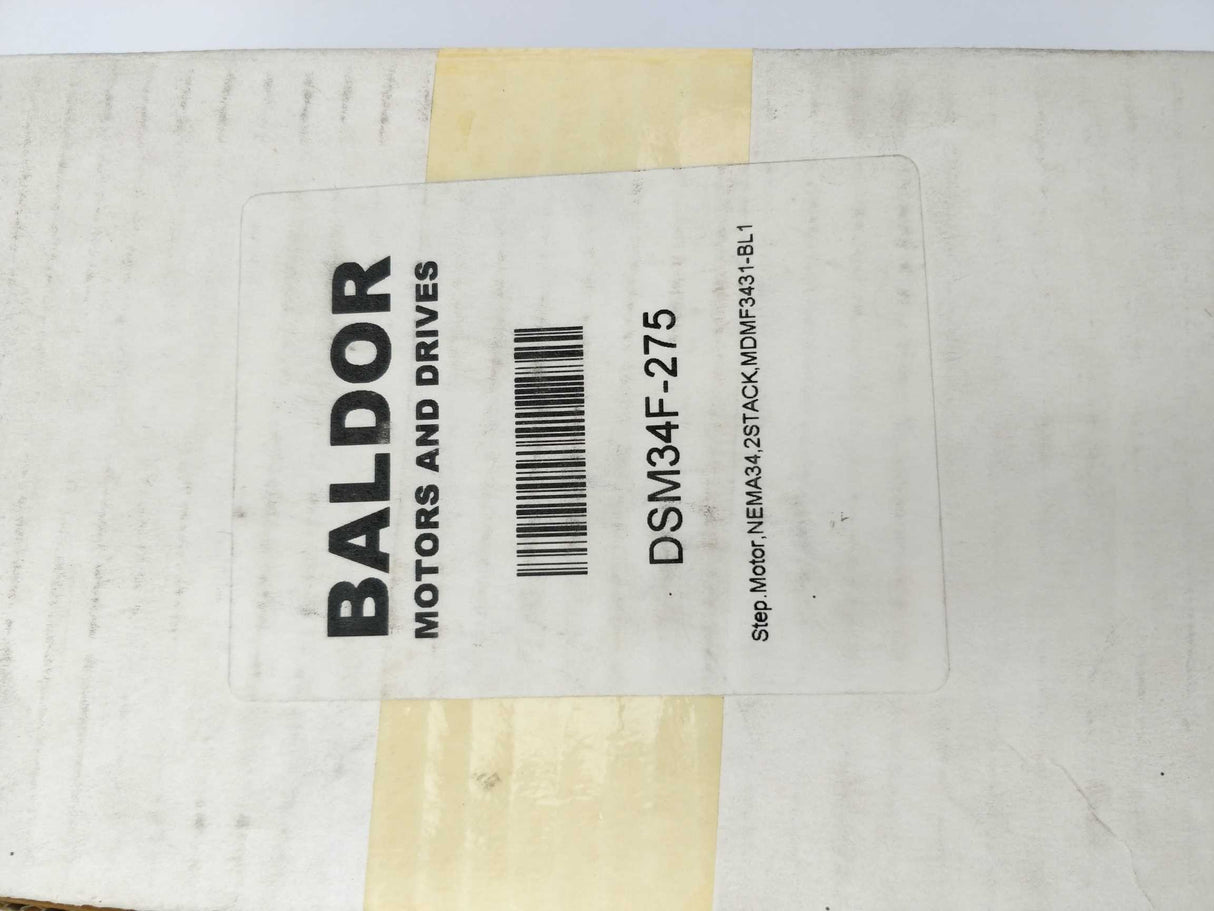 BALDOR
MOTORS AND DRIVES
DSM34F-275
Step.Motor,NEMA34,2STACK,MDMF3431-BL1